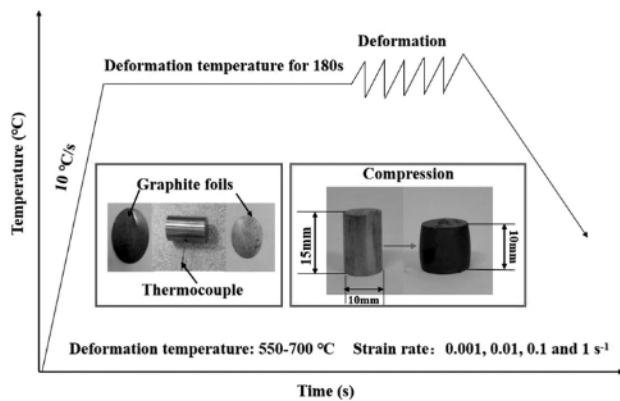 Deformation
Deformation temperature for 180s
Temperature (℃)
10 ℃/s
Graphite foils
Thermocouple
Compression
15mm
10mm
10mm
Deformation temperature: 550-700 ℃ Strain rate: 0.001, 0.01, 0.1 and 1 s⁻¹
Time (s)